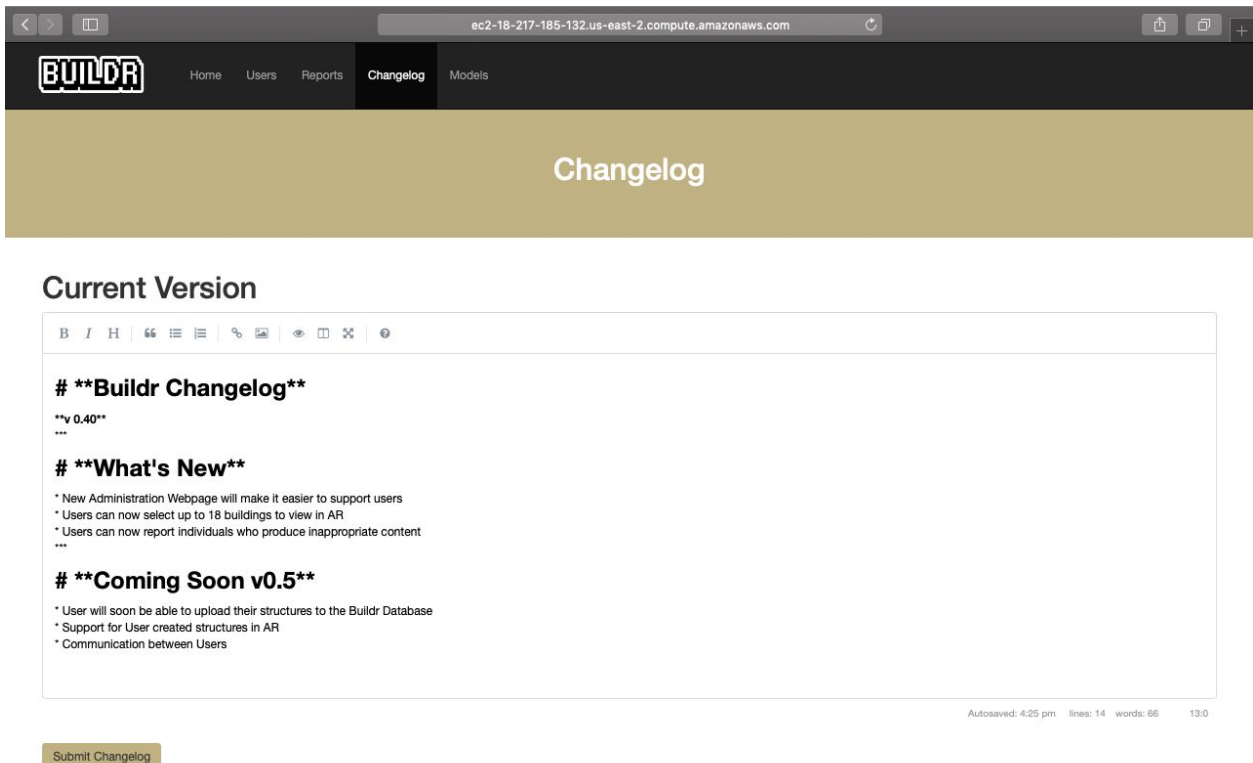 ec2-18-217-185-132.us-east-2.compute.amazonaws.com
BUILDR Home Users Reports Changelog Models
Changelog
Current Version
B I H
# **Buildr Changelog**
**v 0.40**
***
# **What's New**
* New Administration Webpage will make it easier to support users
* Users can now select up to 18 buildings to view in AR
* Users can now report individuals who produce inappropriate content
***
# **Coming Soon v0.5**
* User will soon be able to upload their structures to the Buildr Database
* Support for User created structures in AR
* Communication between Users
Autosaved: 4:25 pm lines: 14 words: 66 13:0
Submit Changelog